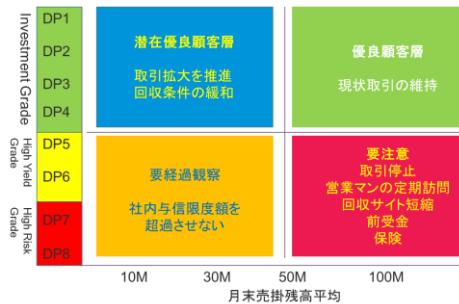 Investment Grade
High Yield
Grade
High Risk
Grade
DP1
DP2
DP3
DP4
DP5
DP6
DP7
DP8
潜在優良顧客層
取引拡大を推進
回収条件の緩和
優良顧客層
現状取引の維持
要経過観察
社内与信限度額を
超過させない
要注意
取引停止
営業マンの定期訪問
回収サイト短縮
前受金
保険
10M 30M 50M 100M
月末売掛残高平均